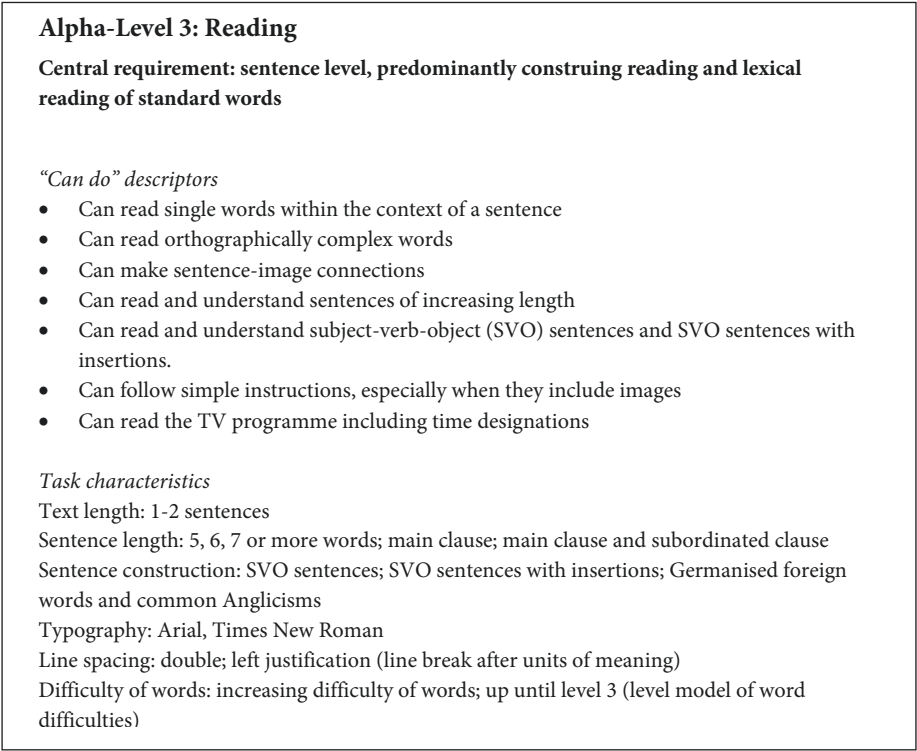 Alpha-Level 3: Reading
Central requirement: sentence level, predominantly construing reading and lexical
reading of standard words
“Can do” descriptors
• Can read single words within the context of a sentence
• Can read orthographically complex words
• Can make sentence-image connections
• Can read and understand sentences of increasing length
• Can read and understand subject-verb-object (SVO) sentences and SVO sentences with
insertions.
• Can follow simple instructions, especially when they include images
• Can read the TV programme including time designations
Task characteristics
Text length: 1-2 sentences
Sentence length: 5, 6, 7 or more words; main clause; main clause and subordinated clause
Sentence construction: SVO sentences; SVO sentences with insertions; Germanised foreign
words and common Anglicisms
Typography: Arial, Times New Roman
Line spacing: double; left justification (line break after units of meaning)
Difficulty of words: increasing difficulty of words; up until level 3 (level model of word
difficulties)